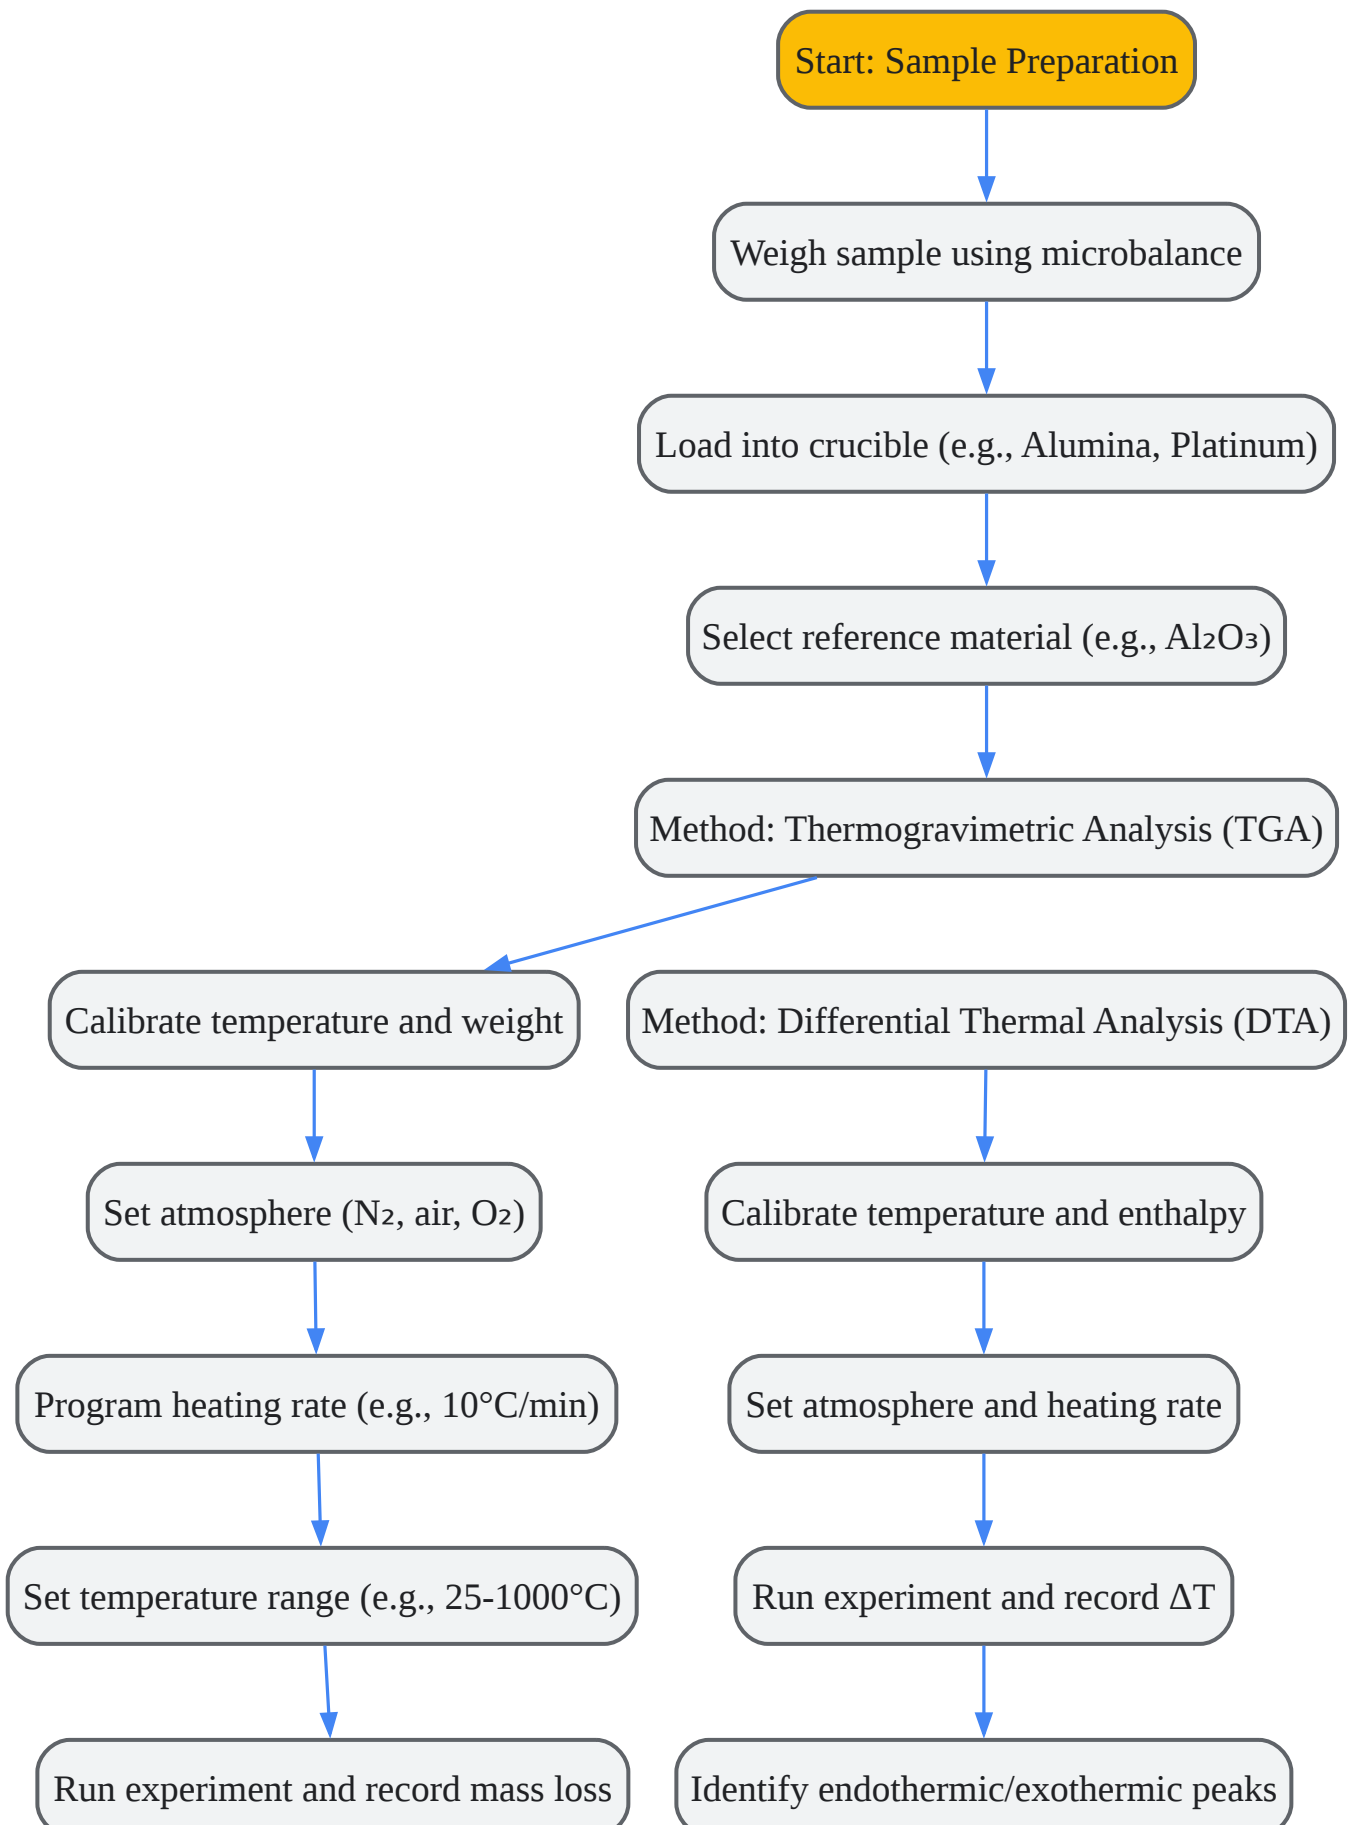 Start: Sample Preparation
Weigh sample using microbalance
Load into crucible (e.g., Alumina, Platinum)
Select reference material (e.g., Al₂O₃)
Method: Thermogravimetric Analysis (TGA)
Calibrate temperature and weight
Method: Differential Thermal Analysis (DTA)
Set atmosphere (N₂, air, O₂)
Calibrate temperature and enthalpy
Program heating rate (e.g., 10°C/min)
Set atmosphere and heating rate
Set temperature range (e.g., 25-1000°C)
Run experiment and record ΔT
Run experiment and record mass loss
Identify endothermic/exothermic peaks